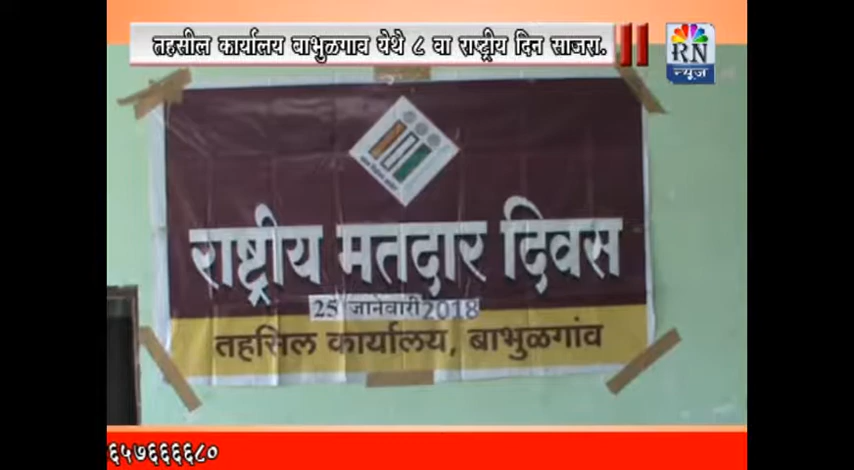 तहसील कार्यालय बाभुळगाव येथे ८ वा राष्ट्रीय दिन साजरा.
RN
न्यूज
राष्ट्रीय मतदार दिवस
25 जानेवारी 2018
तहसिल कार्यालय, बाभुळगांव
६५७६६६६८०